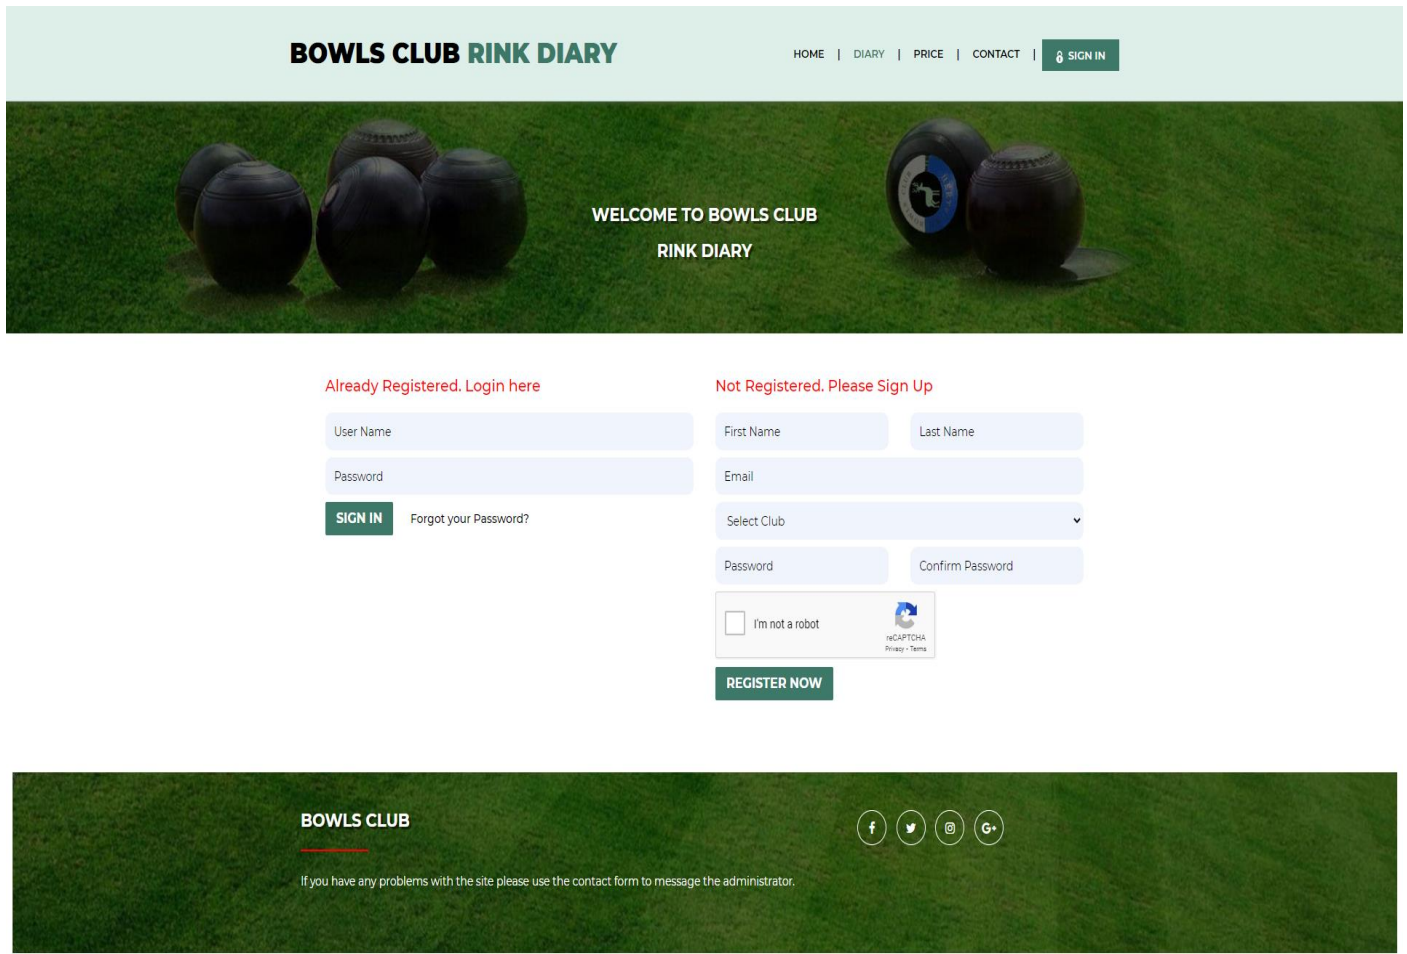 BOWLS CLUB RINK DIARY
HOME | DIARY | PRICE | CONTACT | SIGN IN
WELCOME TO BOWLS CLUB
RINK DIARY
Already Registered. Login here
User Name
Password
SIGN IN Forgot your Password?
Not Registered. Please Sign Up
First Name Last Name
Email
Select Club
Password Confirm Password
I'm not a robot
reCAPTCHA
Privacy - Terms
REGISTER NOW
BOWLS CLUB
If you have any problems with the site please use the contact form to message the administrator.